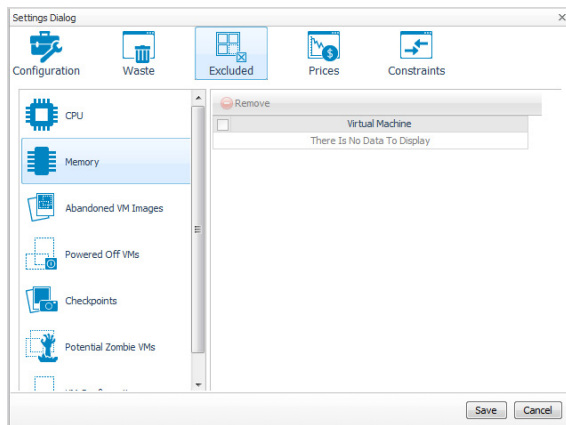 Settings Dialog
Configuration
Waste
Excluded
Prices
Constraints
CPU
Memory
Abandoned VM Images
Powered Off VMs
Checkpoints
Potential Zombie VMs
Remove
Virtual Machine
There Is No Data To Display
Save
Cancel